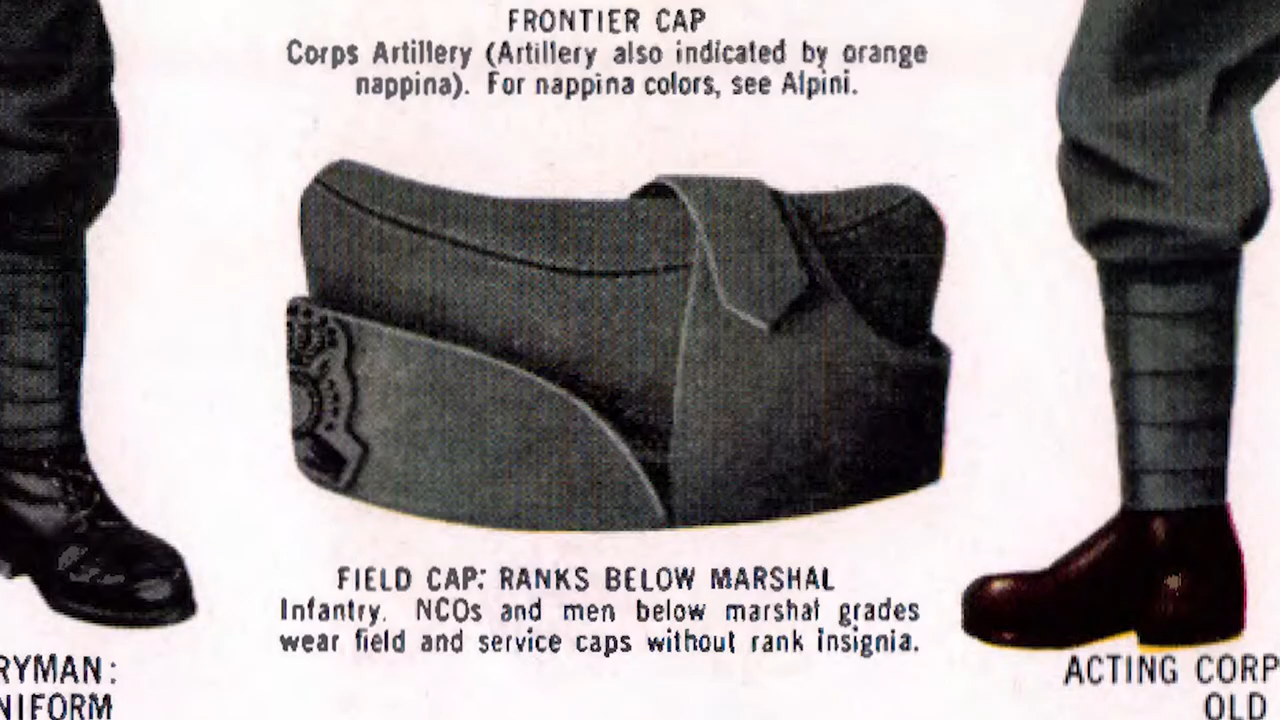 FRONTIER CAP
Corps Artillery (Artillery also indicated by orange
nappina). For nappina colors, see Alpini.
FIELD CAP: RANKS BELOW MARSHAL
Infantry. NCOs and men below marshal grades
wear field and service caps without rank insignia.
RYMAN:
NIFORM
ACTING CORP
OLD